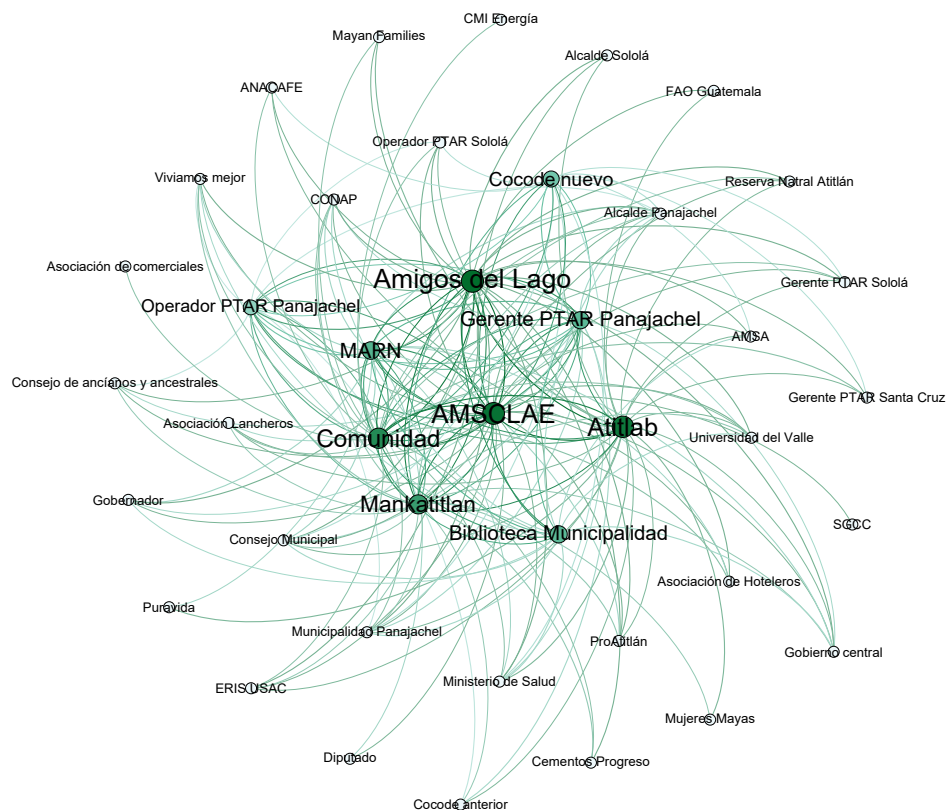 CMI Energía
Mayan Families
Alcalde Sololá
ANACAFE
FAO Guatemala
Operador PTAR Sololá
Viviamos mejor
Cocode nuevo
Reserva Natral Atitlán
CONAP
Alcalde Panajachel
Asociación de comerciales
Amigos del Lago
Gerente PTAR Sololá
Operador PTAR Panajachel
Gerente PTAR Panajachel
AMSA
MARN
Consejo de ancianos y ancestrales
Gerente PTAR Santa Cruz
AMSCLAE
Asociación Lancheros
Atitlab
Comunidad
Universidad del Valle
Gobernador
Mankatitlan
SGCC
Consejo Municipal
Biblioteca Municipalidad
Asociación de Hoteleros
Puravida
Municipalidad Panajachel
ProAtitlán
Gobierno central
ERIS USAC
Ministerio de Salud
Mujeres Mayas
Diputado
Cementos Progreso
Cocode anterior